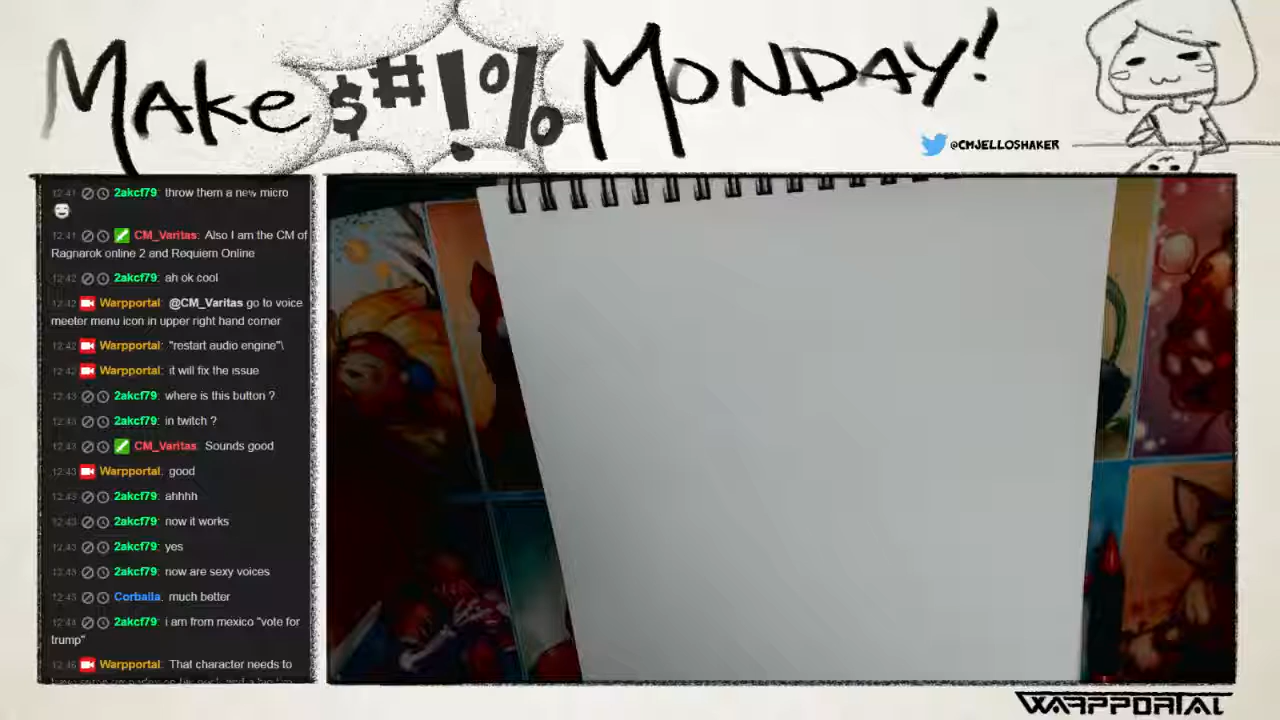 Make $#!% Monday!
@CMJELLOSHAKER
12:41 2akcf79: throw them a new micro
12:41 CM_Varitas: Also I am the CM of
Ragnarok online 2 and Requiem Online
12:42 2akcf79: ah ok cool
12:42 Warpportal: @CM_Varitas go to voice
meeter menu icon in upper right hand corner
12:42 Warpportal: "restart audio engine"\
12:42 Warpportal: it will fix the issue
12:43 2akcf79: where is this button ?
12:43 2akcf79: in twitch ?
12:43 CM_Varitas: Sounds good
12:43 Warpportal: good
12:43 2akcf79: ahhhh
12:43 2akcf79: now it works
12:43 2akcf79: yes
2akcf79: now are sexy voices
Corballa: much better
12:44 2akcf79: i am from mexico "vote for
trump"
Warpportal: That character needs to
WARPPORTAL